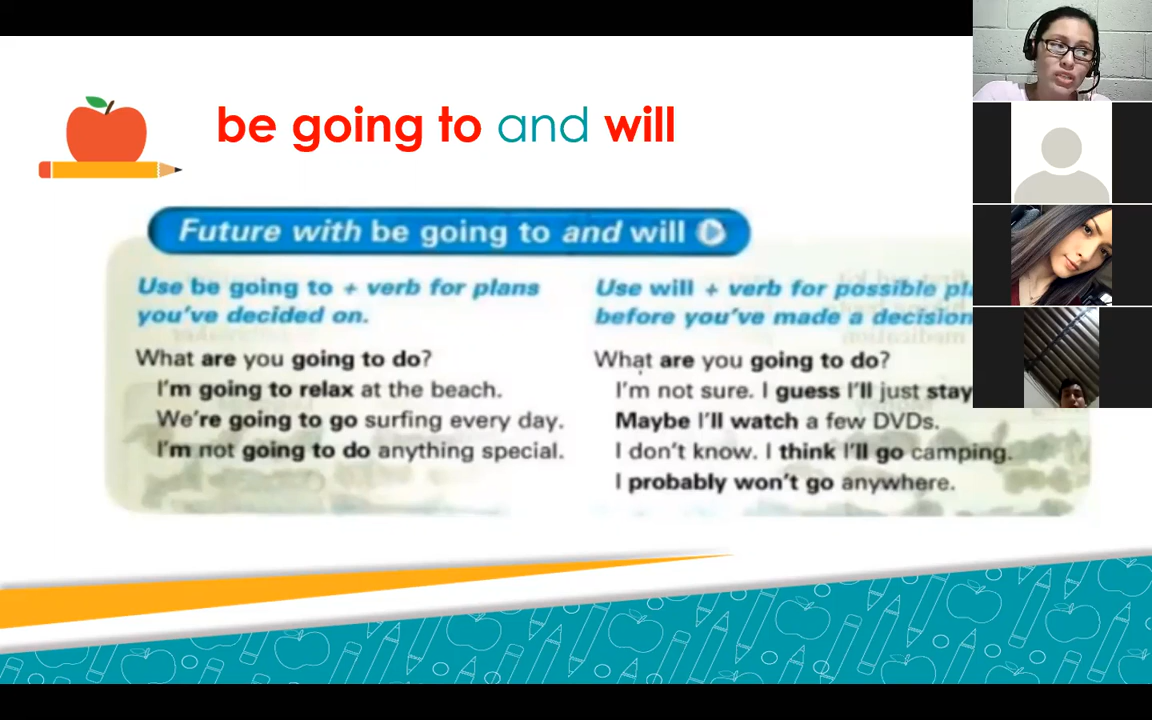 be going to and will
Future with be going to and will
Use be going to + verb for plans
you've decided on.
What are you going to do?
I'm going to relax at the beach.
We're going to go surfing every day.
I'm not going to do anything special.
Use will + verb for possible
before you've made a decision
What are you going to do?
I'm not sure. I guess I'll just stay
Maybe I'll watch a few DVDs.
I don't know. I think I'll go camping.
I probably won't go anywhere.